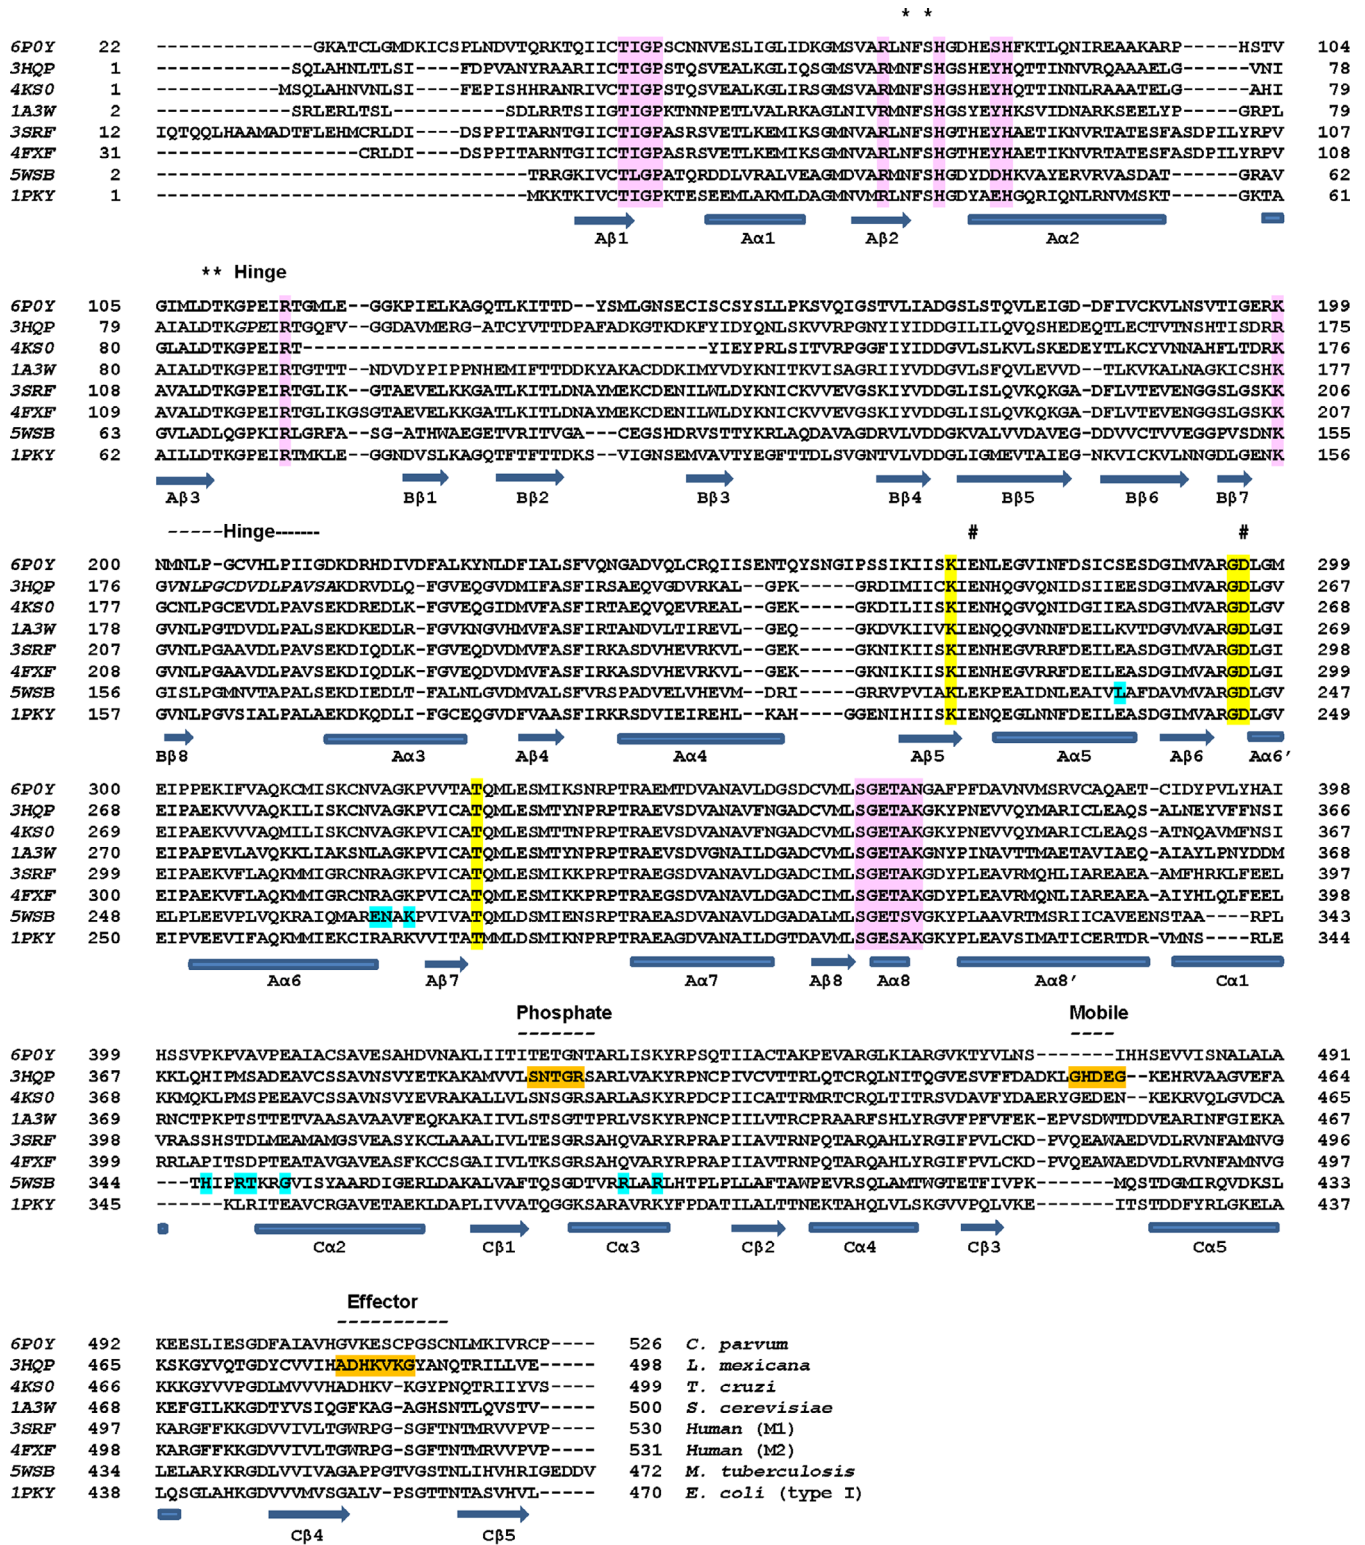 * *
6P0Y 22 --------------GKATCLGMDKICSPLNDVTQRKTQIICTIGPSCNNVESLIGLIDKGMSVARLNFSHGDHESHFKTLQNIREAAKARP-----HSTV 104
3HQP 1 ------------SQLAHNLTLSI----FDPVANYRAARIICTIGPSTQSVEALKGLIQSGMSVARMNFSHGSHEYHQTTINNVRQAAAELG------VNI 78
4KS0 1 -----------MSQLAHNVNLSI----FEPISHHRANRIVCTIGPSTQSVEALKGLIRSGMSVARMNFSHGSHEYHQTTINNLRAAATELG------AHI 79
1A3W 2 ------------SRLERLTSL----------SDLRRTSIIGTIGPKTNNPETLVALRKAGLNIVRMNFSHGSYEYHKSVIDNARKSEELYP-----GRPL 79
3SRF 12 IQTQQLHAAMADTFLEHMCRLDI----DSPPITARNTGIICTIGPASRSVETLKEMIKSGMNVARLNFSHGTHEYHAETIKNVRTATESFASDPILYRPV 107
4FXF 31 ------------------CRLDI----DSPPITARNTGIICTIGPASRSVETLKEMIKSGMNVARLNFSHGTHEYHAETIKNVRTATESFASDPILYRPV 108
5WSB 2 ---------------------------------TRRGKIVCTLGPATQRDDLVRALVEAGMDVARMNFSHGDYDDHKVAYERVRVASDAT------GRAV 62
1PKY 1 ---------------------------------MKKTKIVCTIGPKTESEEMLAKMLDAGMNVMRLNFSHGDYAEHGQRIQNLRNVMSKT------GKTA 61
Aβ1 Aα1 Aβ2 Aα2
** Hinge
6P0Y 105 GIMLDTKGPEIRTGMLE--GGKPIELKAGQTLKITTD--YSMLGNSECISCSYSLLPKSVQIGSTVLIADGSLSTQVLEIGD-DFIVCKVLNSVTIGERK 199
3HQP 79 AIALDTKGPEIRTGQFV--GGDAVMERG-ATCYVTTDPAFADKGTKDKFYIDYQNLSKVVRPGNYIYIDDGILILQVQSHEDEQTLECTVTNSHTISDRR 175
4KS0 80 GLALDTKGPEIRT------------------------------------YIEYPRLSITVRPGGFIYIDDGVLSLKVLSKEDEYTLKCYVNNAHFLTDRK 176
1A3W 80 AIALDTKGPEIRTGTTT--NDVDYPIPPNHEMIFTTDDKYAKACDDKIMYVDYKNITKVISAGRIIYVDDGVLSFQVLEVVD--TLKVKALNAGKICSHK 177
3SRF 108 AVALDTKGPEIRTGLIK--GTAEVELKKGATLKITLDNAYMEKCDENILWLDYKNICKVVEVGSKIYVDDGLISLQVKQKGA-DFLVTEVENGGSLGSKK 206
4FXF 109 AVALDTKGPEIRTGLIKGSGTAEVELKKGATLKITLDNAYMEKCDENILWLDYKNICKVVEVGSKIYVDDGLISLQVKQKGA-DFLVTEVENGGSLGSKK 207
5WSB 63 GVLADLQGPKIRLGRFA--SG-ATHWAEGETVRITVGA---CEGSHDRVSTTYKRLAQDAVAGDRVLVDDGKVALVVDAVEG-DDVVCTVVEGGPVSDNK 155
1PKY 62 AILLDTKGPEIRTMKLE--GGNDVSLKAGQTFTFTTDKS--VIGNSEMVAVTYEGFTTDLSVGNTVLVDDGLIGMEVTAIEG-NKVICKVLNNGDLGENK 156
Aβ3 Bβ1 Bβ2 Bβ3 Bβ4 Bβ5 Bβ6 Bβ7
-----Hinge------- # #
6P0Y 200 NMNLP-GCVHLPIIGDKDRHDIVDFALKYNLDFIALSFVQNGADVQLCRQIISENTQYSNGIPSSIKIISKIENLEGVINFDSICSESDGIMVARGDLGM 299
3HQP 176 GVNLPGCDVDLPAVSAKDRVDLQ-FGVEQGVDMIFASFIRSAEQVGDVRKAL--GPK-----GRDIMIICKIENHQGVQNIDSIIEESDGIMVARGDLGV 267
4KS0 177 GCNLPGCEVDLPAVSEKDREDLK-FGVEQGIDMVFASFIRTAEQVQEVREAL--GEK-----GKDILIISKIENHQGVQNIDGIIEASDGIMVARGDLGV 268
1A3W 178 GVNLPGTDVDLPALSEKDKEDLR-FGVKNGVHMVFASFIRTANDVLTIREVL--GEQ-----GKDVKIIVKIENQQGVNNFDEILKVTDGVMVARGDLGI 269
3SRF 207 GVNLPGAAVDLPAVSEKDIQDLK-FGVEQDVDMVFASFIRKASDVHEVRKVL--GEK-----GKNIKIISKIENHEGVRRFDEILEASDGIMVARGDLGI 298
4FXF 208 GVNLPGAAVDLPAVSEKDIQDLK-FGVEQDVDMVFASFIRKASDVHEVRKVL--GEK-----GKNIKIISKIENHEGVRRFDEILEASDGIMVARGDLGI 299
5WSB 156 GISLPGMNVTAPALSEKDIEDLT-FALNLGVDMVALSFVRSPADVELVHEVM--DRI-----GRRVPVIAKLEKPEAIDNLEAIVLAFDAVMVARGDLGV 247
1PKY 157 GVNLPGVSIALPALAEKDKQDLI-FGCEQGVDFVAASFIRKRSDVIEIREHL--KAH---GGENIHIISKIENQEGLNNFDEILEASDGIMVARGDLGV 249
Bβ8 Aα3 Aβ4 Aα4 Aβ5 Aα5 Aβ6 Aα6′
6P0Y 300 EIPPEKIFVAQKCMISKCNVAGKPVVTATQMLESMIKSNRPTRAEMTDVANAVLDGSDCVMLSGETANGAFPFDAVNVMSRVCAQAET-CIDYPVLYHAI 398
3HQP 268 EIPAEKVVVAQKILISKCNVAGKPVICATQMLESMTYNPRPTRAEVSDVANAVFNGADCVMLSGETAKGKYPNEVVQYMARICLEAQS-ALNEYVFFNSI 366
4KS0 269 EIPAEKVVVAQMILISKCNVAGKPVICATQMLESMTTNPRPTRAEVSDVANAVFNGADCVMLSGETAKGKYPNEVVQYMARICLEAQS-ATNQAVMFNSI 367
1A3W 270 EIPAPEVLAVQKKLIAKSNLAGKPVICATQMLESMTYNPRPTRAEVSDVGNAILDGADCVMLSGETAKGNYPINAVTTMAETAVIAEQ-AIAYLPNYDDM 368
3SRF 299 EIPAEKVFLAQKMMIGRCNRAGKPVICATQMLESMIKKPRPTRAEGSDVANAVLDGADCIMLSGETAKGDYPLEAVRMQHLIAREAEA-AMFHRKLFEEL 397
4FXF 300 EIPAEKVFLAQKMMIGRCNRAGKPVICATQMLESMIKKPRPTRAEGSDVANAVLDGADCIMLSGETAKGDYPLEAVRMQNLIAREAEA-AIYHLQLFEEL 398
5WSB 248 ELPLEEVPLVQKRAIQMARENAKPVIVATQMLDSMIENSRPTRAEASDVANAVLDGADALMLSGETSVGKYPLAAVRTMSRIICAVEENSTAA----RPL 343
1PKY 250 EIPVEEVIFAQKMMIEKCIRARKVVITATMMLDSMIKNPRPTRAEAGDVANAILDGTDAVMLSGESAKGKYPLEAVSIMATICERTDR-VMNS----RLE 344
Aα6 Aβ7 Aα7 Aβ8 Aα8 Aα8′ Cα1
Phosphate Mobile
------- ----
6P0Y 399 HSSVPKPVAVPEAIACSAVESAHDVNAKLIITITETGNTARLISKYRPSQTIIACTAKPEVARGLKIARGVKTYVLNS-------IHHSEVVISNALALA 491
3HQP 367 KKLQHIPMSADEAVCSSAVNSVYETKAKAMVVLSNTGRSARLVAKYRPNCPIVCVTTRLQTCRQLNITQGVESVFFDADKLGHDEG--KEHRVAAGVEFA 464
4KS0 368 KKMQKLPMSPEEAVCSSAVNSVYEVRAKALLVLSNSGRSARLASKYRPDCPIICATTRMRTCRQLTITRSVDAVFYDAERYGEDEN--KEKRVQLGVDCA 465
1A3W 369 RNCTPKPTSTTETVAASAVAAVFEQKAKAIIVLSTSGTTPRLVSKYRPNCPIILVTRCPRAARFSHLYRGVFPFVFEK-EPVSDWTDDVEARINFGIEKA 467
3SRF 398 VRASSHSTDLMEAMAMGSVEASYKCLAAALIVLTESGRSAHQVARYRPRAPIIAVTRNPQTARQAHLYRGIFPVLCKD-PVQEAWAEDVDLRVNFAMNVG 496
4FXF 399 RRLAPITSDPTEATAVGAVEASFKCCSGAIIVLTKSGRSAHQVARYRPRAPIIAVTRNPQTARQAHLYRGIFPVLCKD-PVQEAWAEDVDLRVNFAMNVG 497
5WSB 344 ---THIPRTKRGVISYAARDIGERLDAKALVAFTQSGDTVRRLARLHTPLPLLAFTAWPEVRSQLAMTWGTETFIVPK-------MQSTDGMIRQVDKSL 433
1PKY 345 ------KLRITEAVCRGAVETAEKLDAPLIVVATQGGKSARAVRKYFPDATILALTTNEKTAHQLVLSKGVVPQLVKE-------ITSTDDFYRLGKELA 437
Cα2 Cβ1 Cα3 Cβ2 Cα4 Cβ3 Cα5
Effector
----------
6P0Y 492 KEESLIESGDFAIAVHGVKESCPGSCNLMKIVRCP---- 526 C. parvum
3HQP 465 KSKGYVQTGDYCVVIHADHKVKGYANQTRILLVE----- 498 L. mexicana
4KS0 466 KKKGYVVPGDLMVVVHADHKV-KGYPNQTRIIYVS---- 499 T. cruzi
1A3W 468 KEFGILKKGDTYVSIQGFKAG-AGHSNTLQVSTV----- 500 S. cerevisiae
3SRF 497 KARGFFKKGDVVIVLTGWRPG-SGFTNTMRVVPVP---- 530 Human (M1)
4FXF 498 KARGFFKKGDVVIVLTGWRPG-SGFTNTMRVVPVP---- 531 Human (M2)
5WSB 434 LELARYKRGDLVVIVAGAPPGTVGSTNLIHVHRIGEDDV 472 M. tuberculosis
1PKY 438 LQSGLAHKGDVVVMVSGALV-PSGTTNTASVHVL----- 470 E. coli (type I)
Cβ4 Cβ5